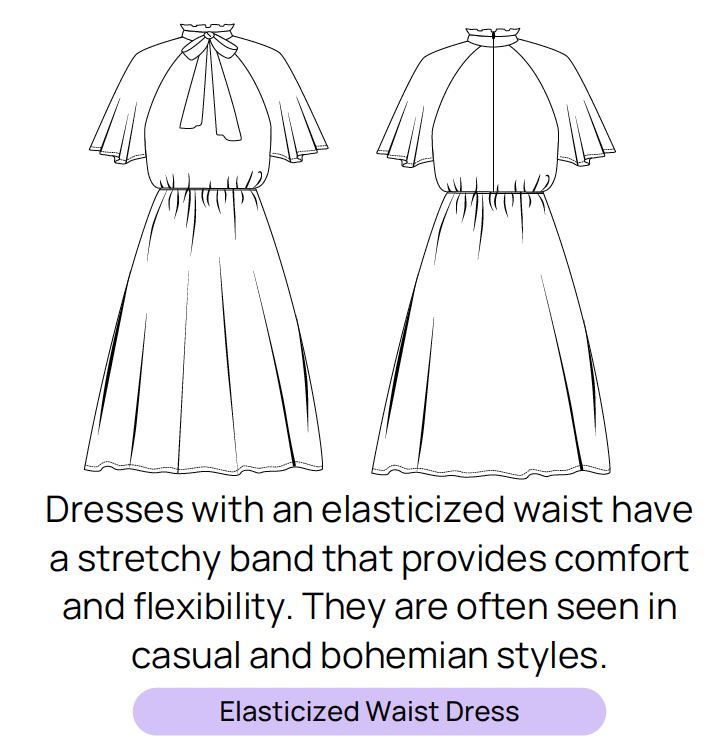 Dresses with an elasticized waist have
a stretchy band that provides comfort
and flexibility. They are often seen in
casual and bohemian styles.
Elasticized Waist Dress